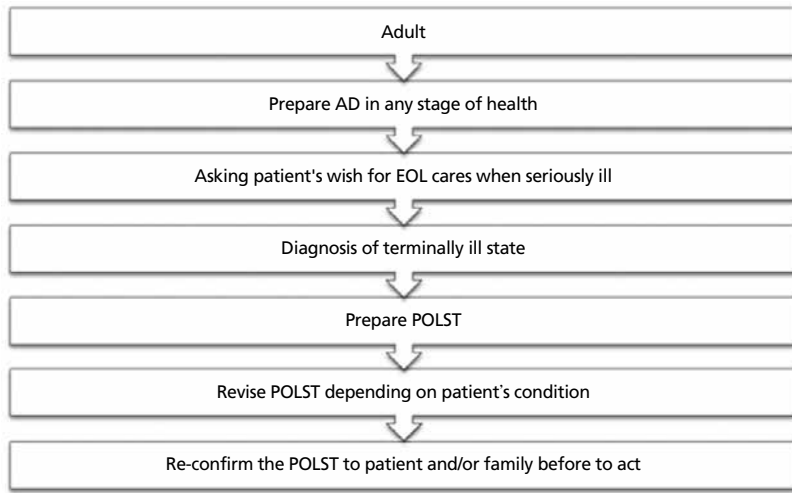 Adult
Prepare AD in any stage of health
Asking patient's wish for EOL cares when seriously ill
Diagnosis of terminally ill state
Prepare POLST
Revise POLST depending on patient's condition
Re-confirm the POLST to patient and/or family before to act